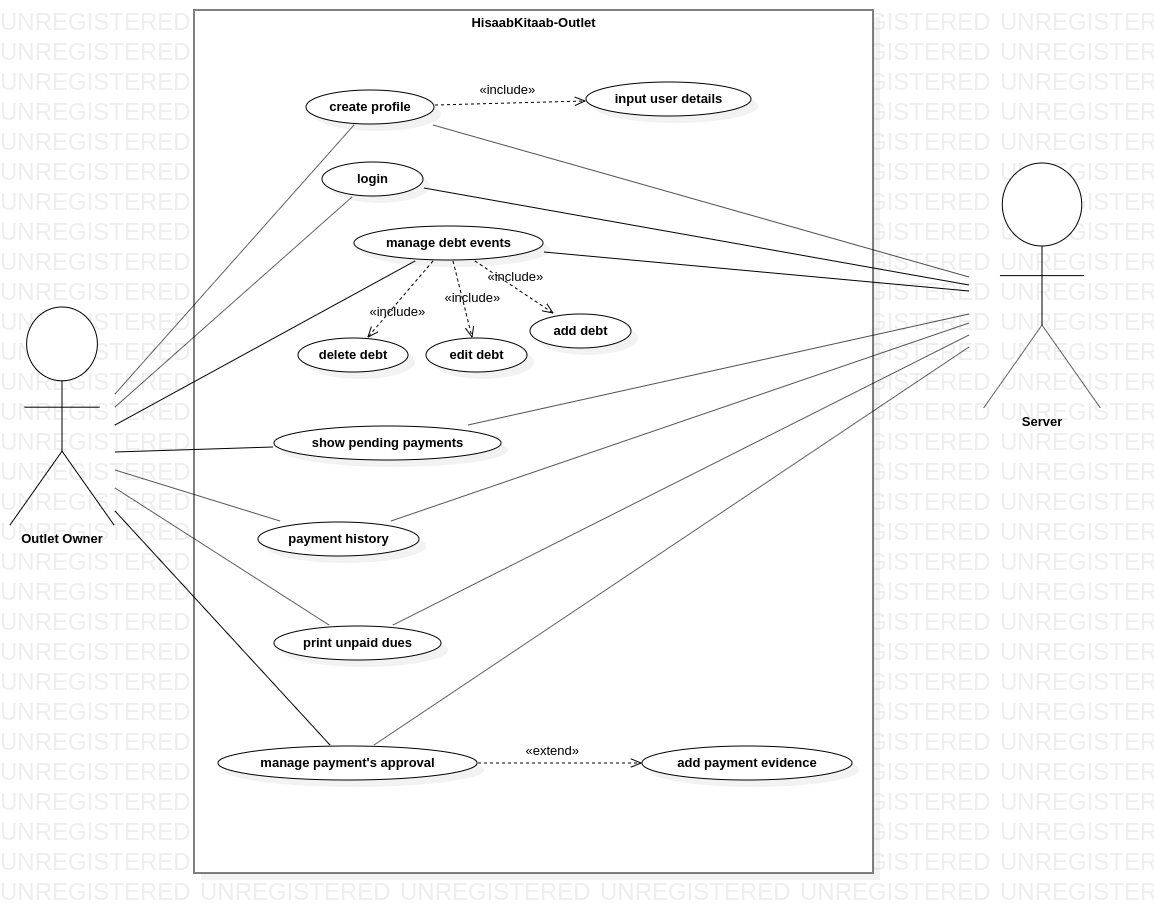 HisaabKitaab-Outlet
create profile
«include»
input user details
login
manage debt events
«include»
«include»
«include»
add debt
delete debt
edit debt
show pending payments
Server
payment history
Outlet Owner
print unpaid dues
manage payment's approval
«extend»
add payment evidence
UNREGISTERED UNREGISTERED UNREGISTERED UNREGISTERED UNREGISTERED